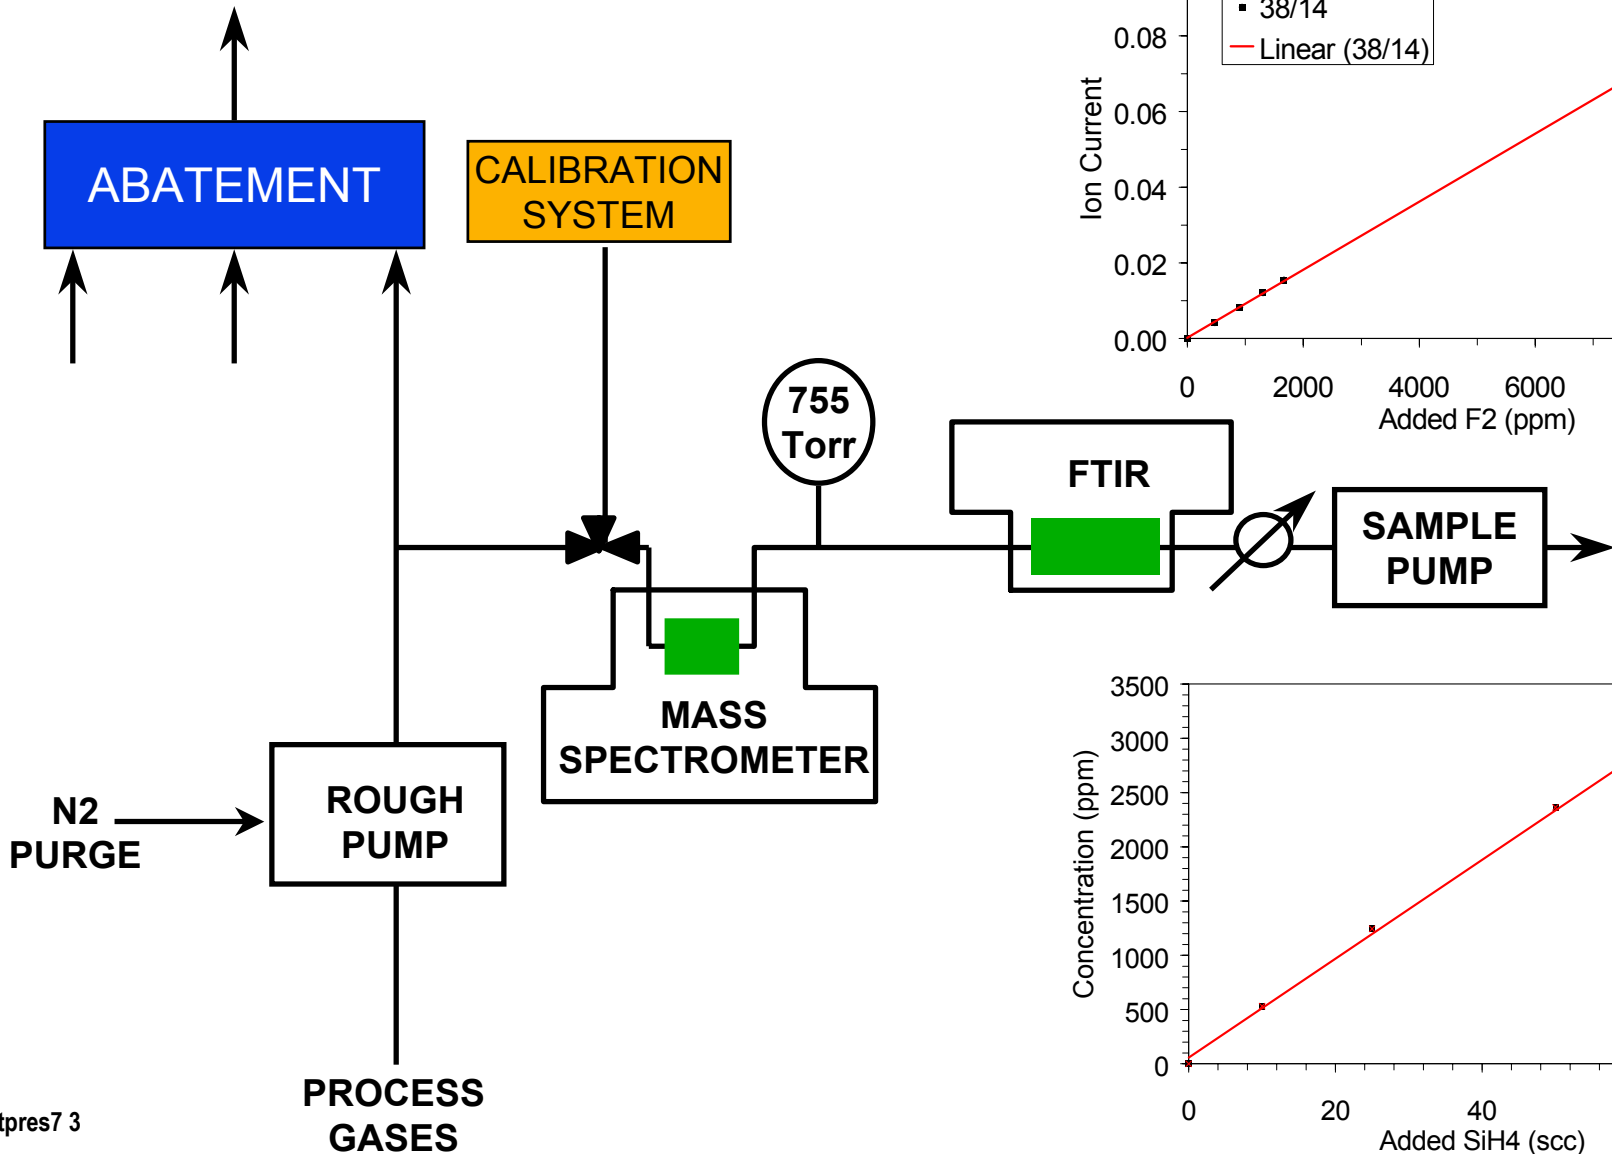 ABATEMENT
CALIBRATION
SYSTEM
38/14
Linear (38/14)
Ion Current
0.08
0.06
0.04
0.02
0.00
0 2000 4000 6000
Added F2 (ppm)
755
Torr
FTIR
SAMPLE
PUMP
MASS
SPECTROMETER
N2
PURGE
ROUGH
PUMP
PROCESS
GASES
Concentration (ppm)
3500
3000
2500
2000
1500
1000
500
0
0 20 40
Added SiH4 (scc)
tpres7 3